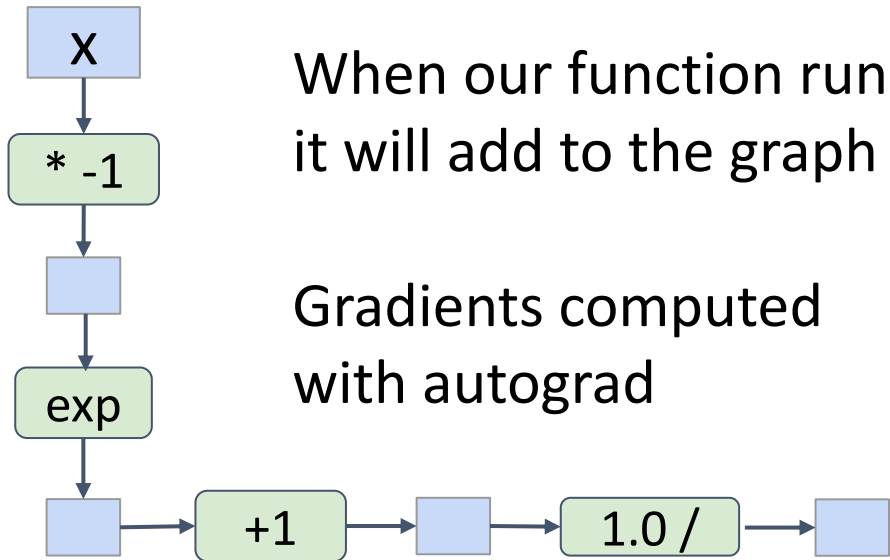 x
When our function run
it will add to the graph
* -1
Gradients computed
with autograd
exp
+1
1.0 /